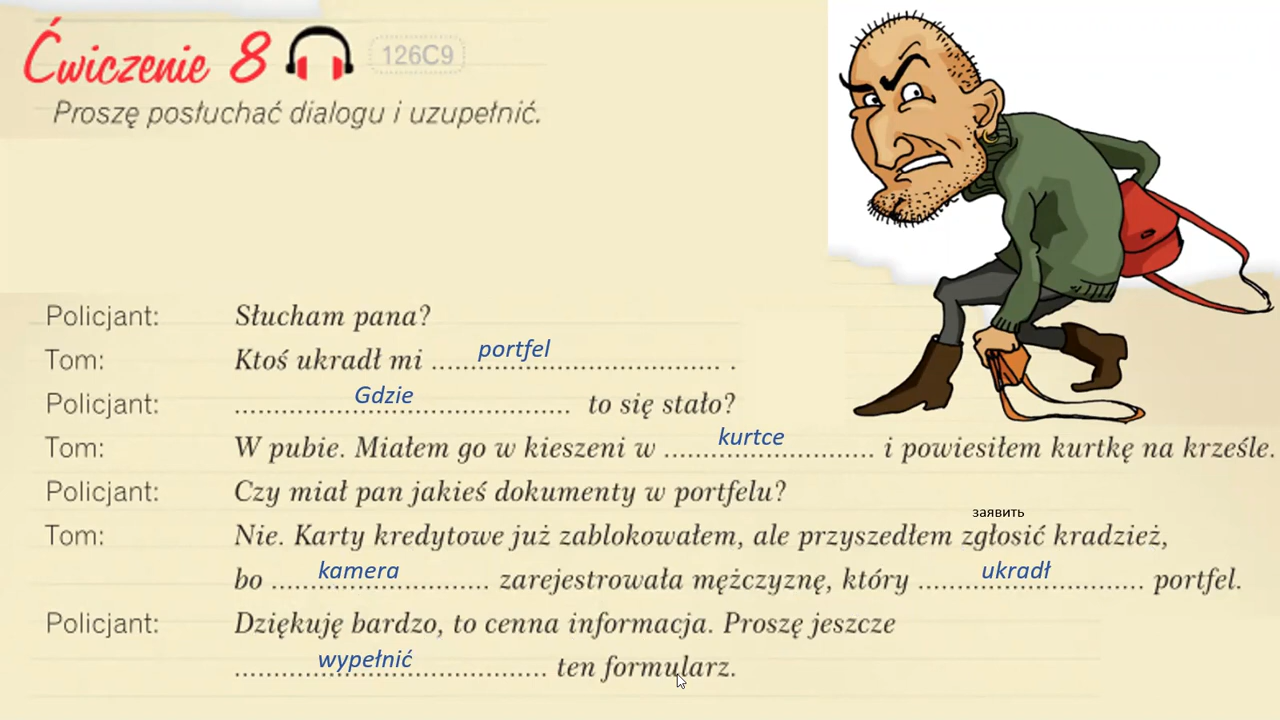 Ćwiczenie 8 126C9
Proszę posłuchać dialogu i uzupełnić.
Policjant: Słucham pana?
Tom: Ktoś ukradł mi portfel .
Policjant: Gdzie to się stało?
Tom: W pubie. Miałem go w kieszeni w kurtce i powiesiłem kurtkę na krześle.
Policjant: Czy miał pan jakieś dokumenty w portfelu?
заявить
Tom: Nie. Karty kredytowe już zablokowałem, ale przyszedłem zgłosić kradzież,
bo kamera zarejestrowała mężczyznę, który ukradł portfel.
Policjant: Dziękuję bardzo, to cenna informacja. Proszę jeszcze
wypełnić ten formularz.